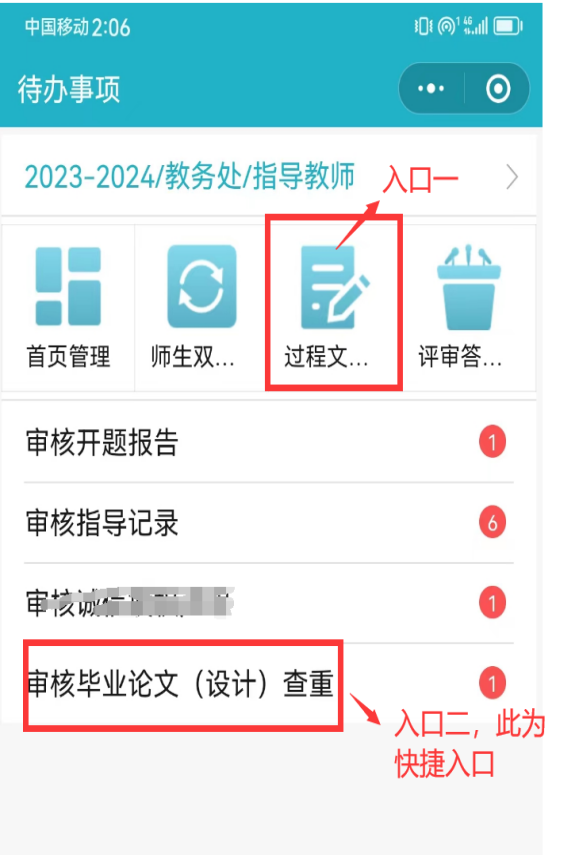 中国移动 2:06
待办事项
2023-2024/教务处/指导教师
入口一
首页管理
师生双...
过程文...
评审答...
审核开题报告
1
审核指导记录
6
审核诚信
1
审核毕业论文（设计）查重
1
入口二，此为
快捷入口